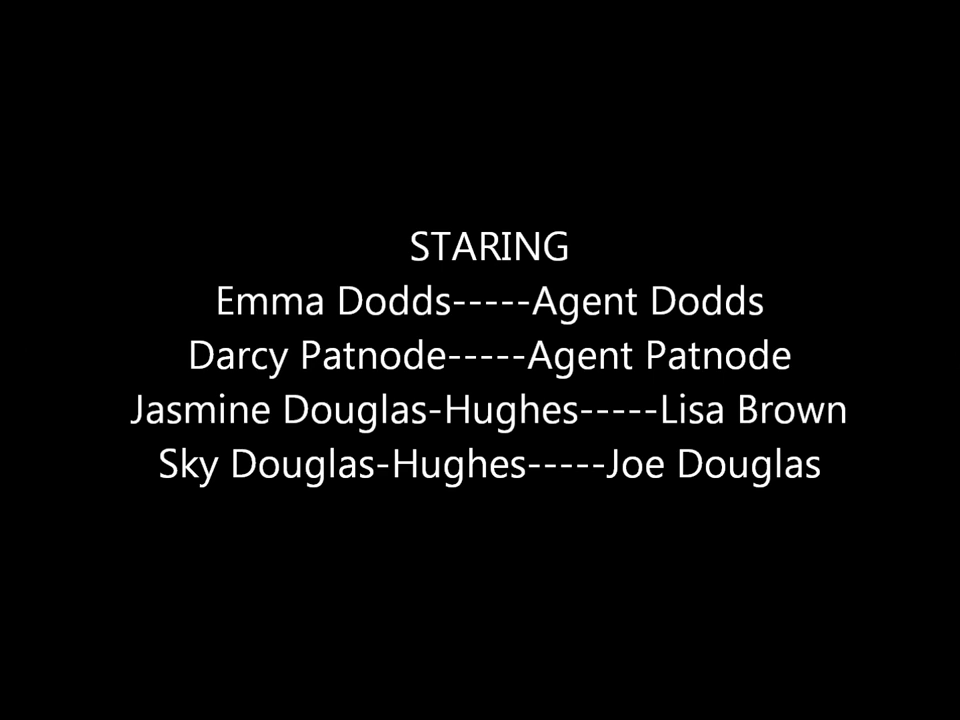 STARING
Emma Dodds-----Agent Dodds
Darcy Patnode-----Agent Patnode
Jasmine Douglas-Hughes-----Lisa Brown
Sky Douglas-Hughes-----Joe Douglas